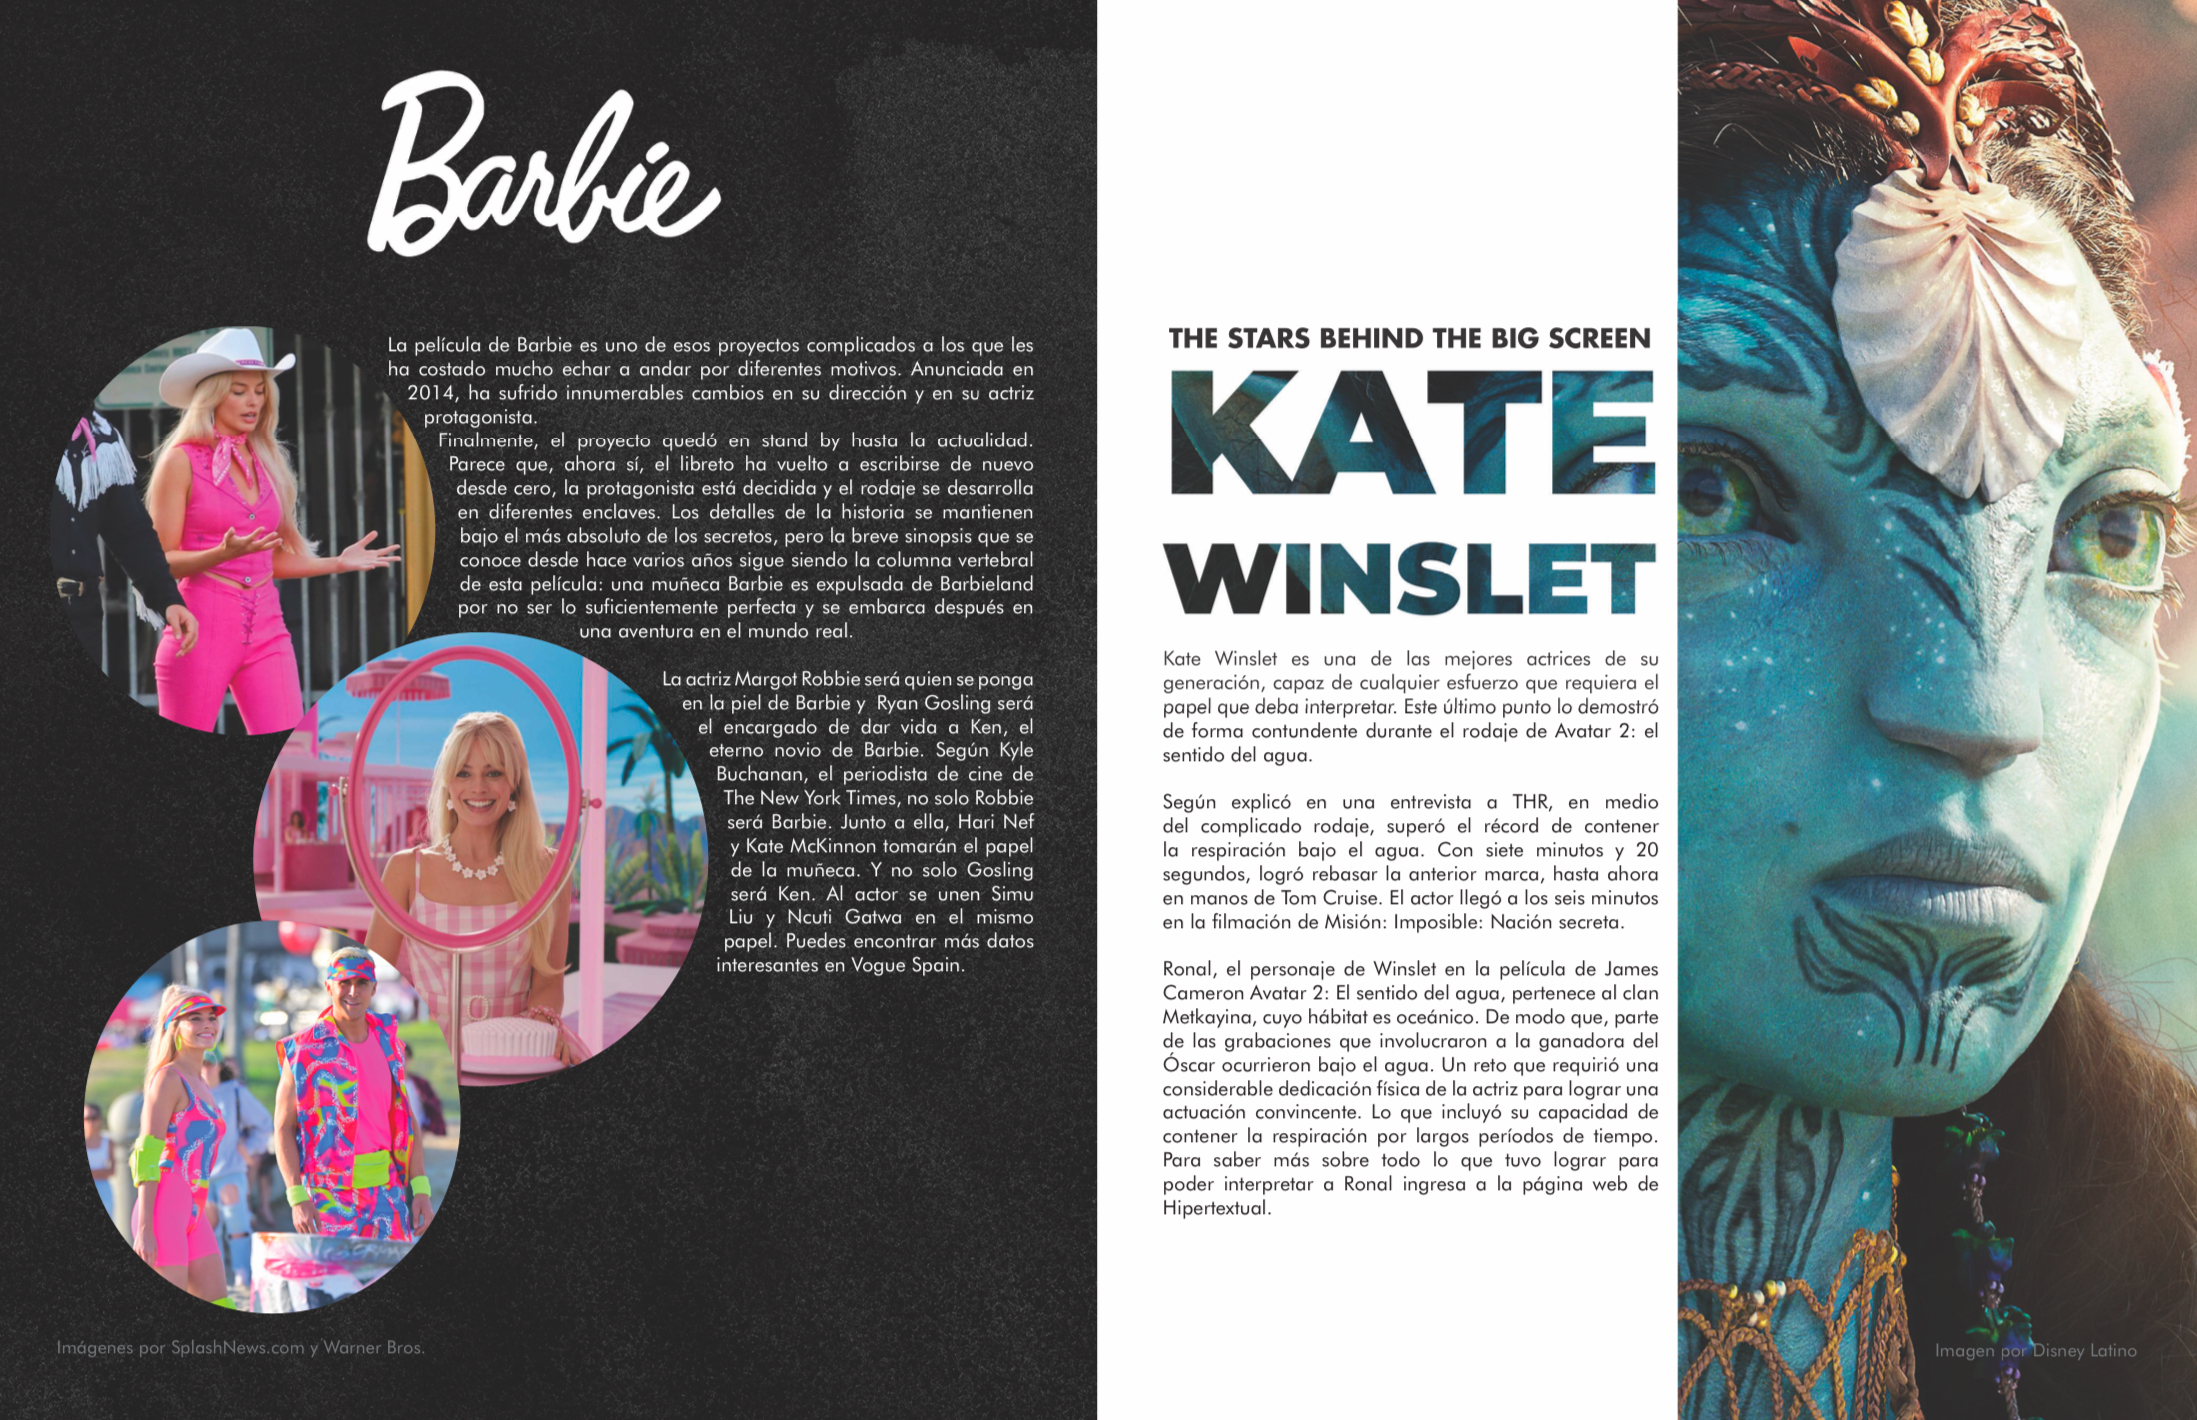 Barbie
La película de Barbie es uno de esos proyectos complicados a los que les
ha costado mucho echar a andar por diferentes motivos. Anunciada en
2014, ha sufrido innumerables cambios en su dirección y en su actriz
protagonista.
Finalmente, el proyecto quedó en stand by hasta la actualidad.
Parece que, ahora sí, el libreto ha vuelto a escribirse de nuevo
desde cero, la protagonista está decidida y el rodaje se desarrolla
en diferentes enclaves. Los detalles de la historia se mantienen
bajo el más absoluto de los secretos, pero la breve sinopsis que se
conoce desde hace varios años sigue siendo la columna vertebral
de esta película: una muñeca Barbie es expulsada de Barbieland
por no ser lo suficientemente perfecta y se embarca después en
una aventura en el mundo real.
La actriz Margot Robbie será quien se ponga
en la piel de Barbie y Ryan Gosling será
el encargado de dar vida a Ken, el
eterno novio de Barbie. Según Kyle
Buchanan, el periodista de cine de
The New York Times, no solo Robbie
será Barbie. Junto a ella, Hari Nef
y Kate McKinnon tomarán el papel
de la muñeca. Y no solo Gosling
será Ken. Al actor se unen Simu
Liu y Ncuti Gatwa en el mismo
papel. Puedes encontrar más datos
interesantes en Vogue Spain.
Imágenes por SplashNews.com y Warner Bros.
THE STARS BEHIND THE BIG SCREEN
KATE
WINSLET
Kate Winslet es una de las mejores actrices de su
generación, capaz de cualquier esfuerzo que requiera el
papel que deba interpretar. Este último punto lo demostró
de forma contundente durante el rodaje de Avatar 2: el
sentido del agua.
Según explicó en una entrevista a THR, en medio
del complicado rodaje, superó el récord de contener
la respiración bajo el agua. Con siete minutos y 20
segundos, logró rebasar la anterior marca, hasta ahora
en manos de Tom Cruise. El actor llegó a los seis minutos
en la filmación de Misión: Imposible: Nación secreta.
Ronal, el personaje de Winslet en la película de James
Cameron Avatar 2: El sentido del agua, pertenece al clan
Metkayina, cuyo hábitat es oceánico. De modo que, parte
de las grabaciones que involucraron a la ganadora del
Óscar ocurrieron bajo el agua. Un reto que requirió una
considerable dedicación física de la actriz para lograr una
actuación convincente. Lo que incluyó su capacidad de
contener la respiración por largos períodos de tiempo.
Para saber más sobre todo lo que tuvo lograr para
poder interpretar a Ronal ingresa a la página web de
Hipertextual.
Imagen por Disney Latino